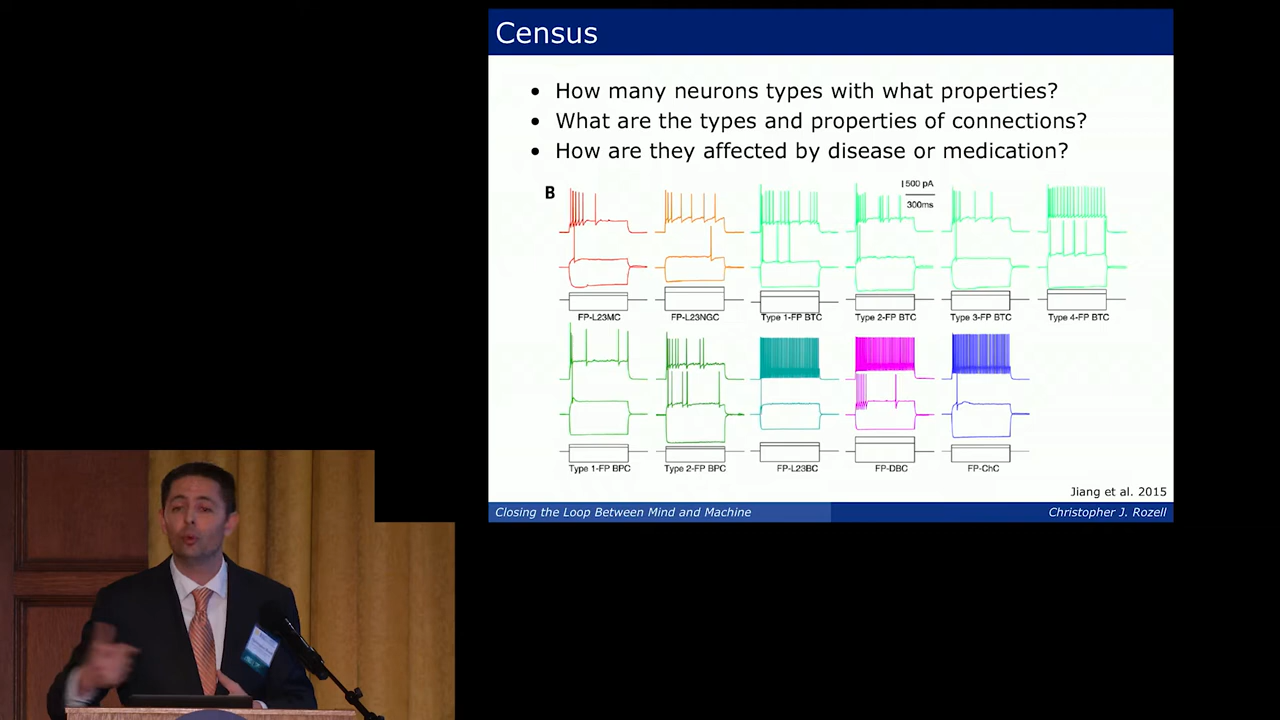 Census
• How many neurons types with what properties?
• What are the types and properties of connections?
• How are they affected by disease or medication?
B
500 pA
300ms
FP-L23MC
FP-L23NGC
Type 1-FP BTC
Type 2-FP BTC
Type 3-FP BTC
Type 4-FP BTC
Type 1-FP BPC
Type 2-FP BPC
FP-L23BC
FP-DBC
FP-ChC
Jiang et al. 2015
Closing the Loop Between Mind and Machine
Christopher J. Rozell